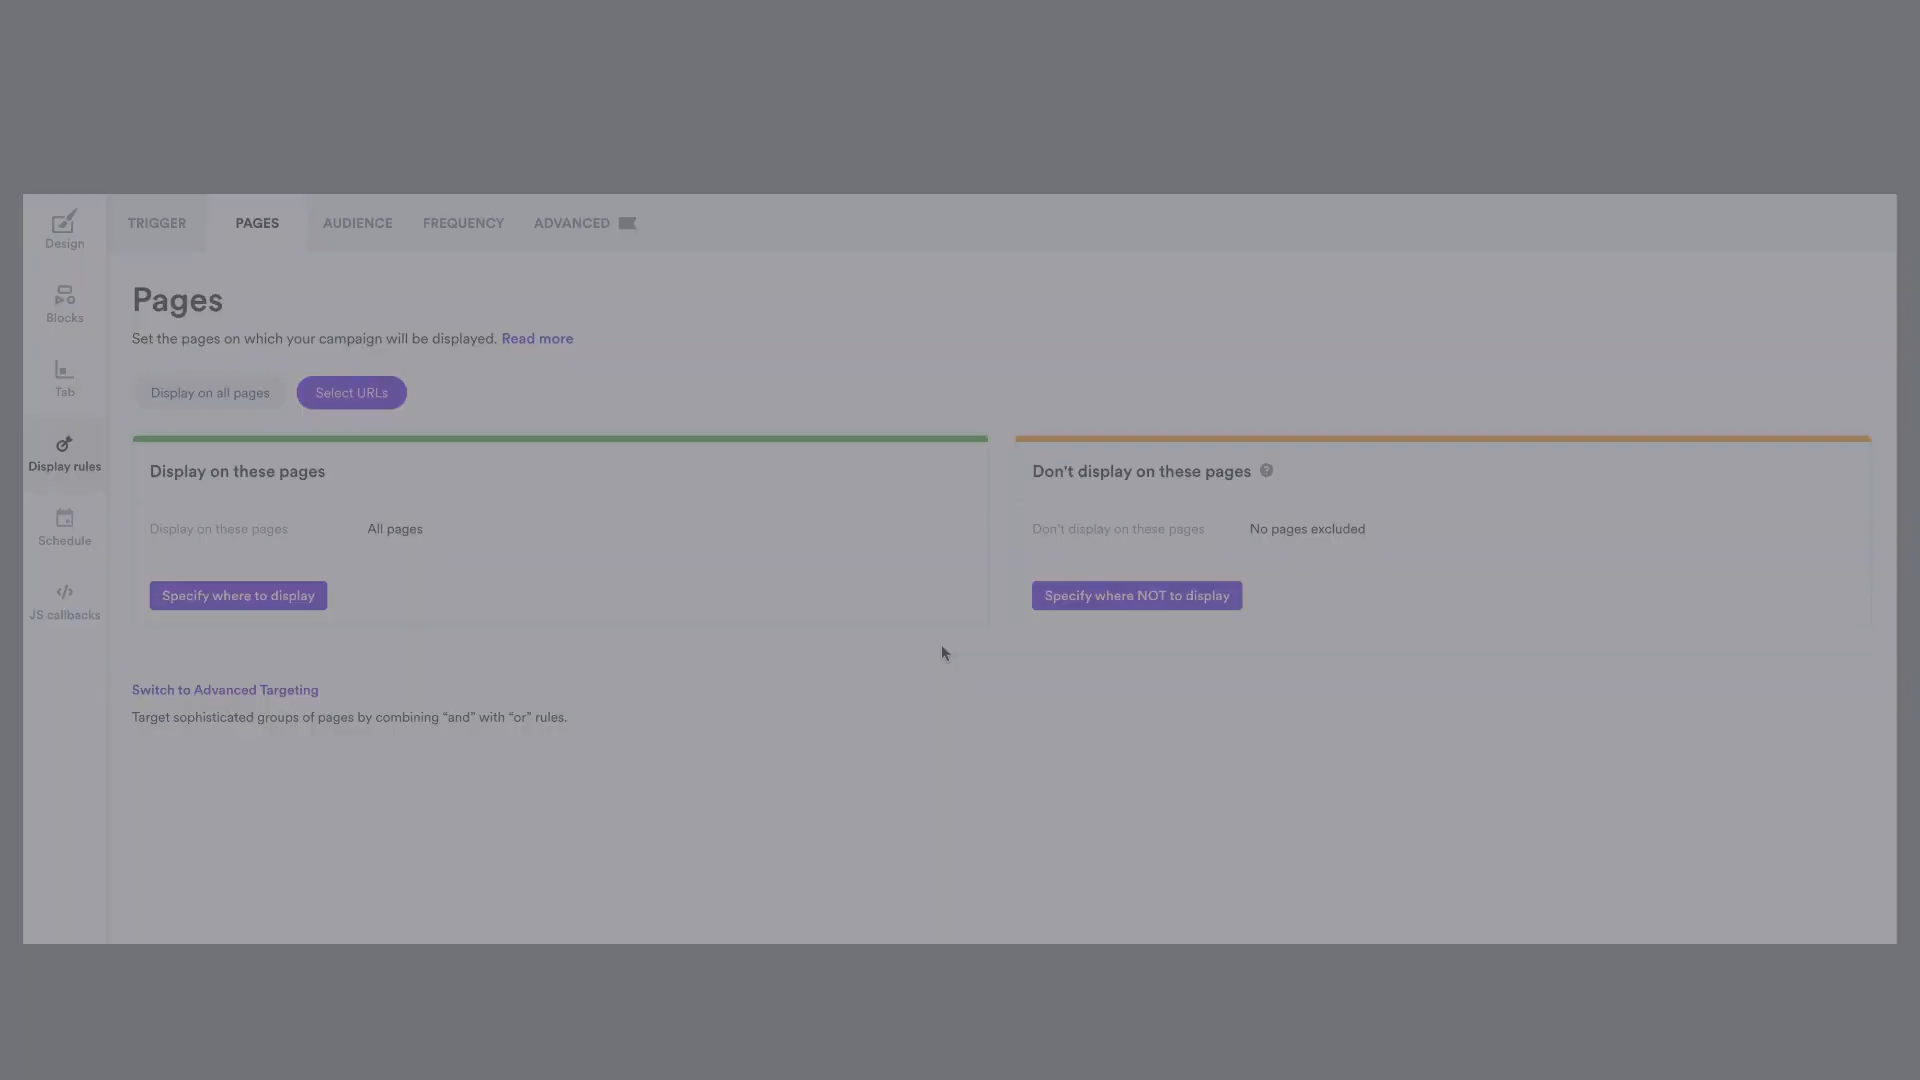 Design
Blocks
Tab
Display rules
Schedule
JS callbacks
TRIGGER PAGES AUDIENCE FREQUENCY ADVANCED
Pages
Set the pages on which your campaign will be displayed. Read more
Display on all pages Select URLs
Display on these pages
Display on these pages All pages
Specify where to display
Don't display on these pages ?
Don't display on these pages No pages excluded
Specify where NOT to display
Switch to Advanced Targeting
Target sophisticated groups of pages by combining “and” with “or” rules.